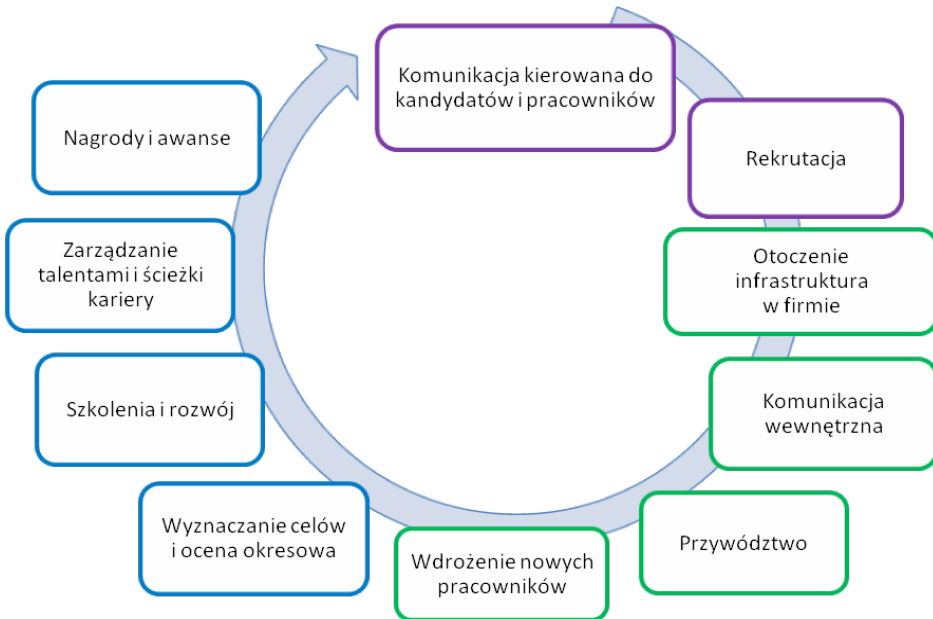 Komunikacja kierowana do
kandydatów i pracowników
Rekrutacja
Otoczenie
infrastruktura
w firmie
Komunikacja
wewnętrzna
Przywództwo
Wdrożenie nowych
pracowników
Wyznaczanie celów
i ocena okresowa
Szkolenia i rozwój
Zarządzanie
talentami i ścieżki
kariery
Nagrody i awanse